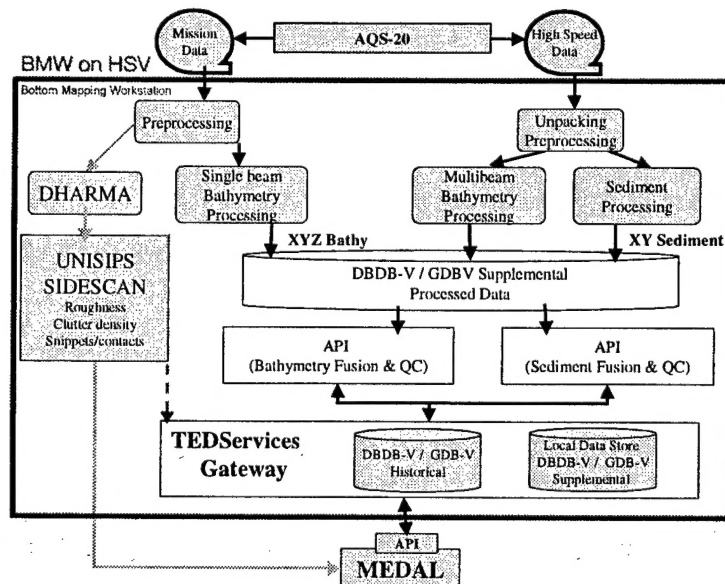 Mission
Data
AQS-20
High Speed
Data
BMW on HSV
Bottom Mapping Workstation
Preprocessing
Unpacking
Preprocessing
DHARMA
Single beam
Bathymetry
Processing
Multibeam
Bathymetry
Processing
Sediment
Processing
XYZ Bathy
XY Sediment
UNISIPS
SIDESCAN
Roughness
Clutter density
Snippets/contacts
DBDB-V / GDBV Supplemental
Processed Data
API
(Bathymetry Fusion & QC)
API
(Sediment Fusion & QC)
TEDServices
Gateway
DBDB-V / GDB-V
Historical
Local Data Store
DBDB-V / GDB-V
Supplemental
API
MEDAL